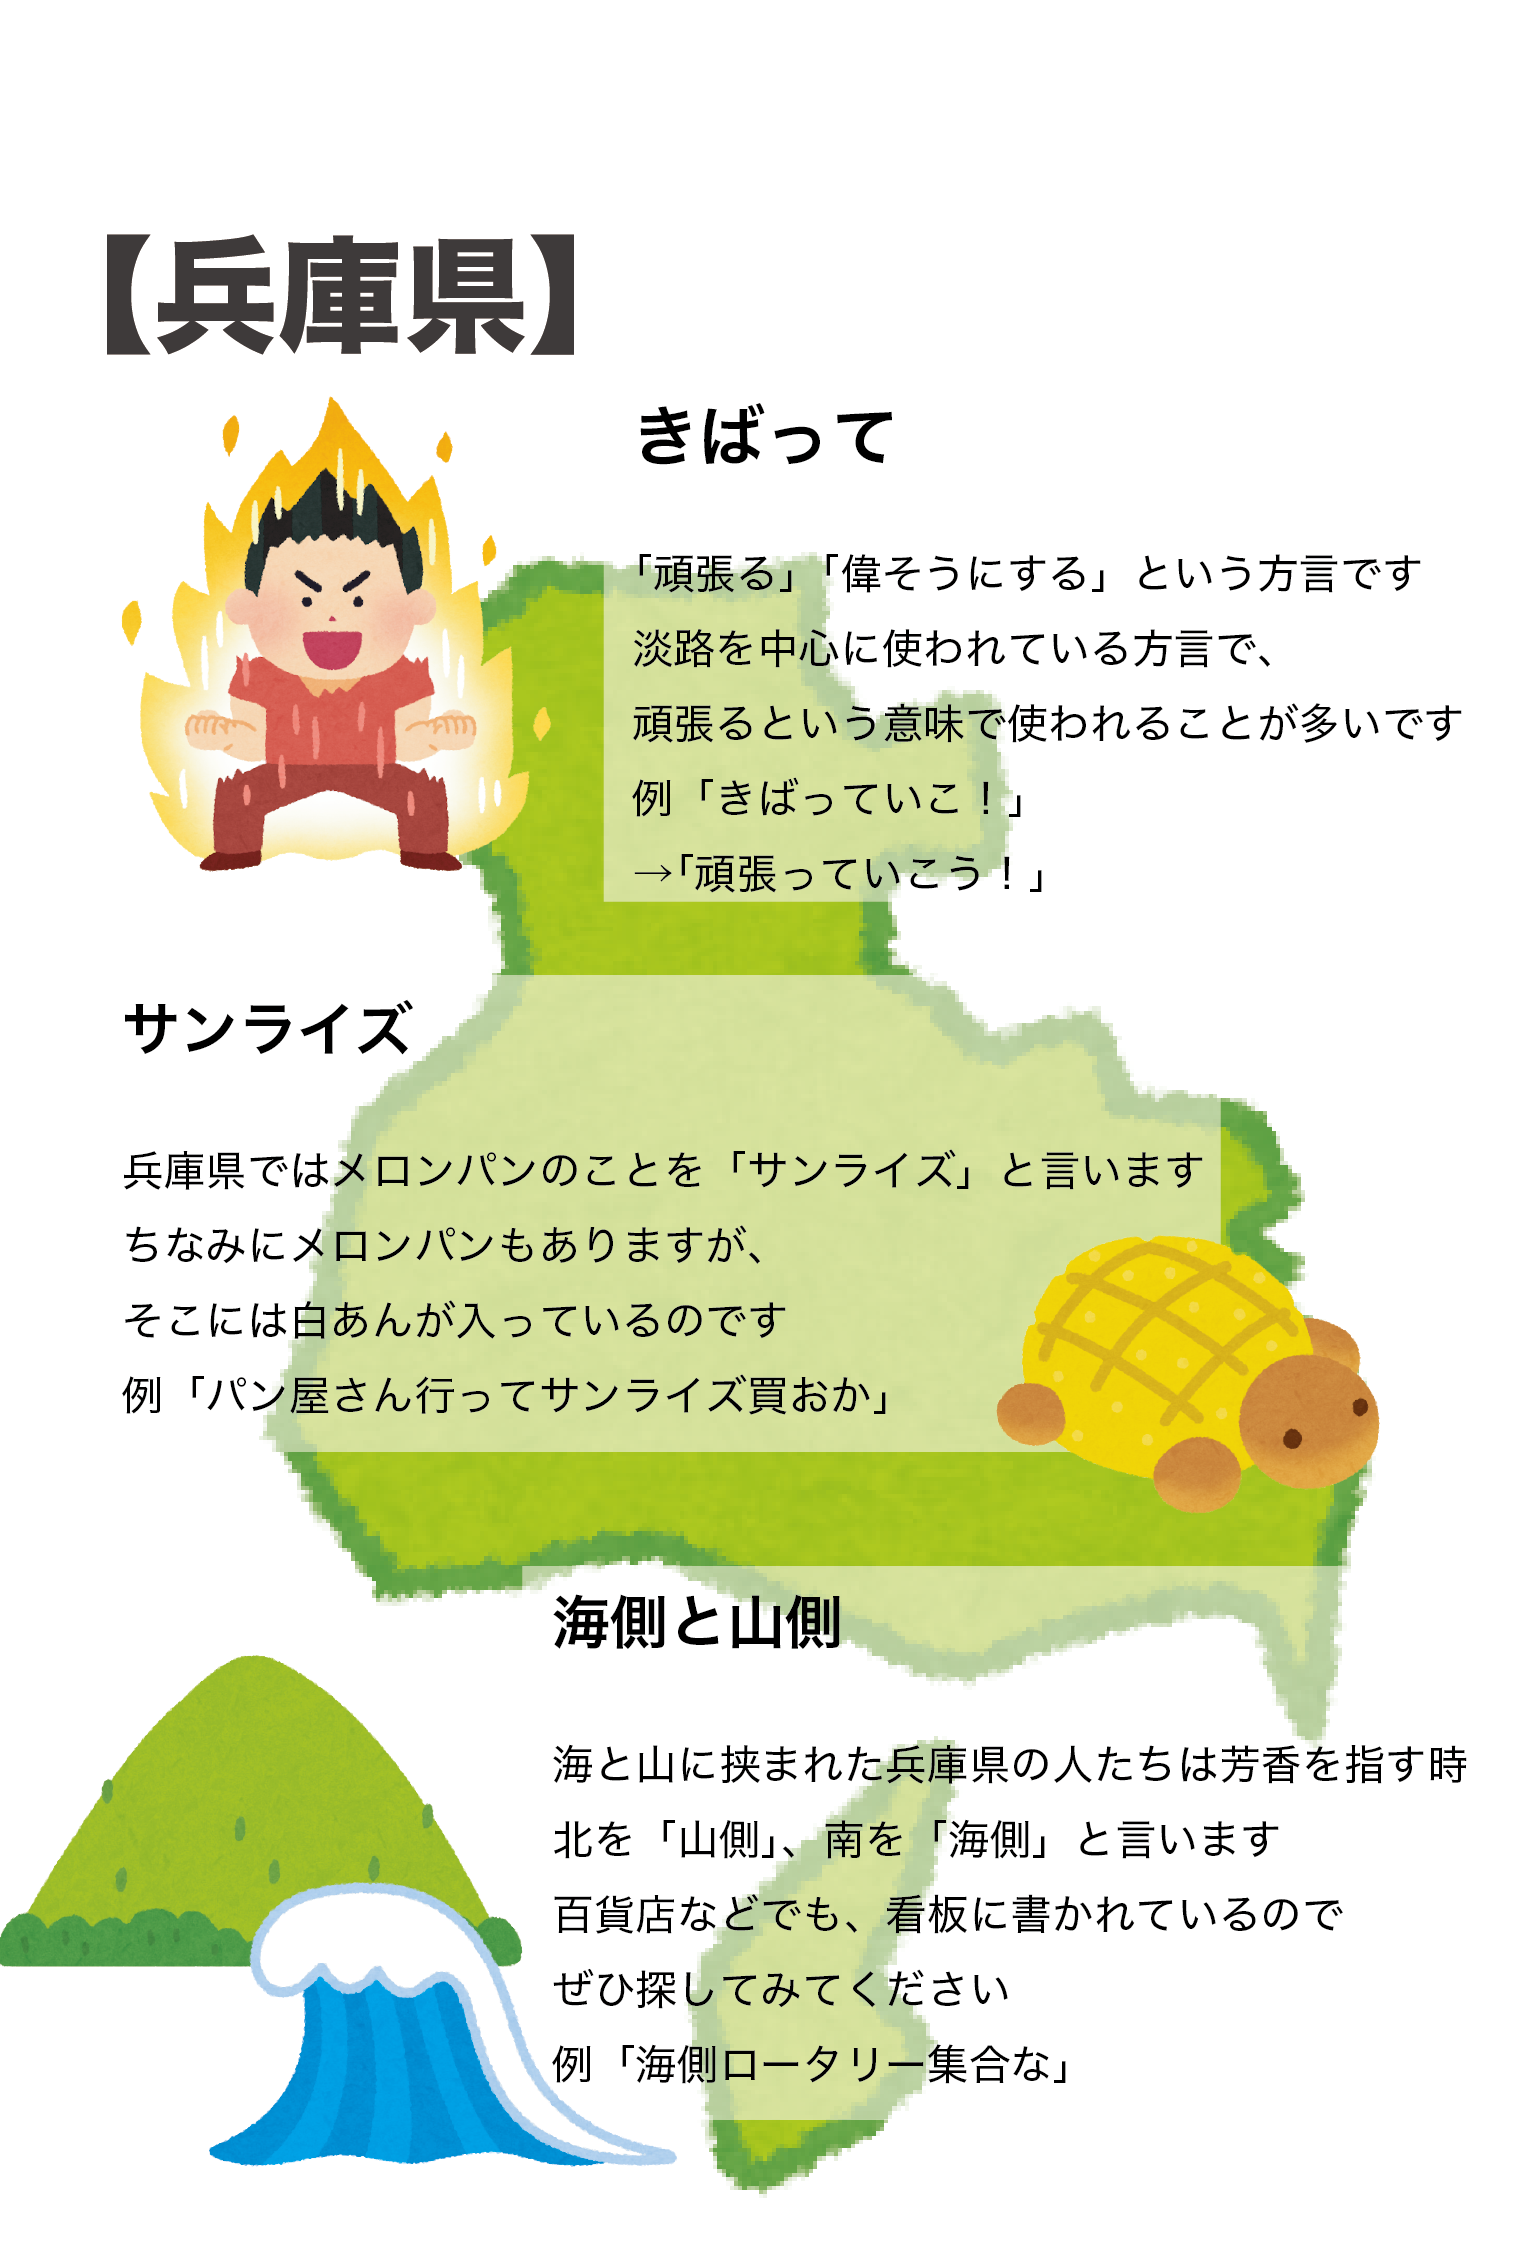 【兵庫県】
きばって
「頑張る」「偉そうにする」という方言です
淡路を中心に使われている方言で、
頑張るという意味で使われることが多いです
例「きばっていこ！」
→「頑張っていこう！」
サンライズ
兵庫県ではメロンパンのことを「サンライズ」と言います
ちなみにメロンパンもありますが、
そこには白あんが入っているのです
例「パン屋さん行ってサンライズ買おか」
海側と山側
海と山に挟まれた兵庫県の人たちは芳香を指す時
北を「山側」、南を「海側」と言います
百貨店などでも、看板に書かれているので
ぜひ探してみてください
例「海側ロータリー集合な」